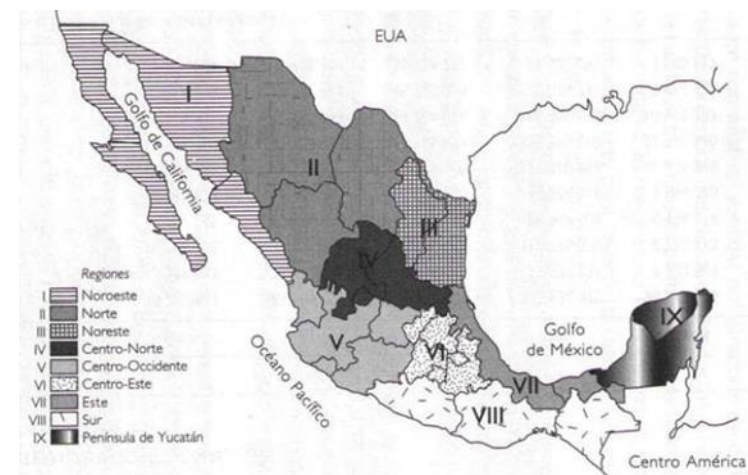 EUA
I
Golfo de California
II
III
IV
V
VI
VII
VIII
IX
Golfo
de México
Océano Pacífico
Centro América
Regiones
I Noroeste
II Norte
III Noreste
IV Centro-Norte
V Centro-Occidente
VI Centro-Este
VII Este
VIII Sur
IX Península de Yucatán